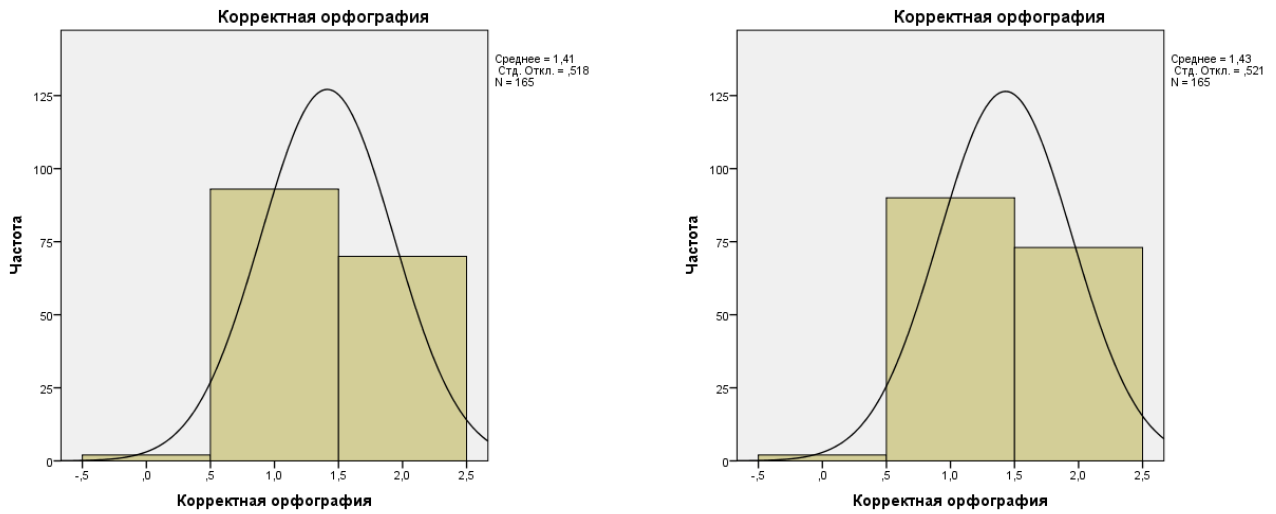 Корректная орфография
Среднее = 1,41
Стд. Откл. = ,518
N = 165
125
100
75
50
25
0
Частота
-,5
,0
,5
1,0
1,5
2,0
2,5
Корректная орфография
Корректная орфография
Среднее = 1,43
Стд. Откл. = ,521
N = 165
125
100
75
50
25
0
Частота
-,5
,0
,5
1,0
1,5
2,0
2,5
Корректная орфография